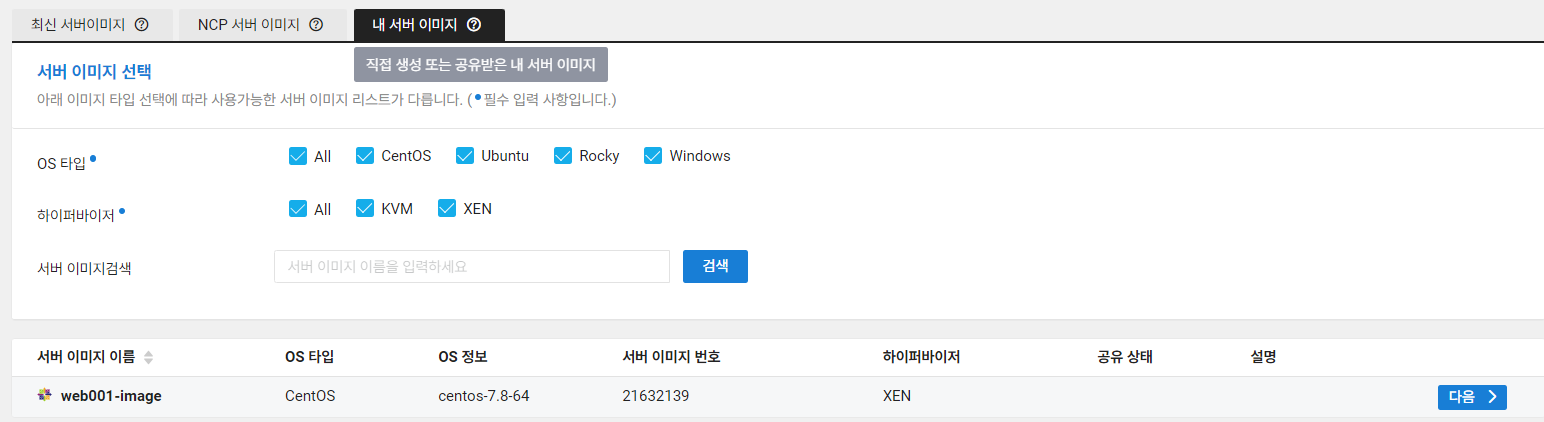 최신 서버이미지 ?
NCP 서버 이미지 ?
내 서버 이미지 ?
직접 생성 또는 공유받은 내 서버 이미지
서버 이미지 선택
아래 이미지 타입 선택에 따라 사용가능한 서버 이미지 리스트가 다릅니다. ( • 필수 입력 사항입니다.)
OS 타입 • All CentOS Ubuntu Rocky Windows
하이퍼바이저 • All KVM XEN
서버 이미지검색 서버 이미지 이름을 입력하세요 검색
서버 이미지 이름 OS 타입 OS 정보 서버 이미지 번호 하이퍼바이저 공유 상태 설명
web001-image CentOS centos-7.8-64 21632139 XEN 다음 >